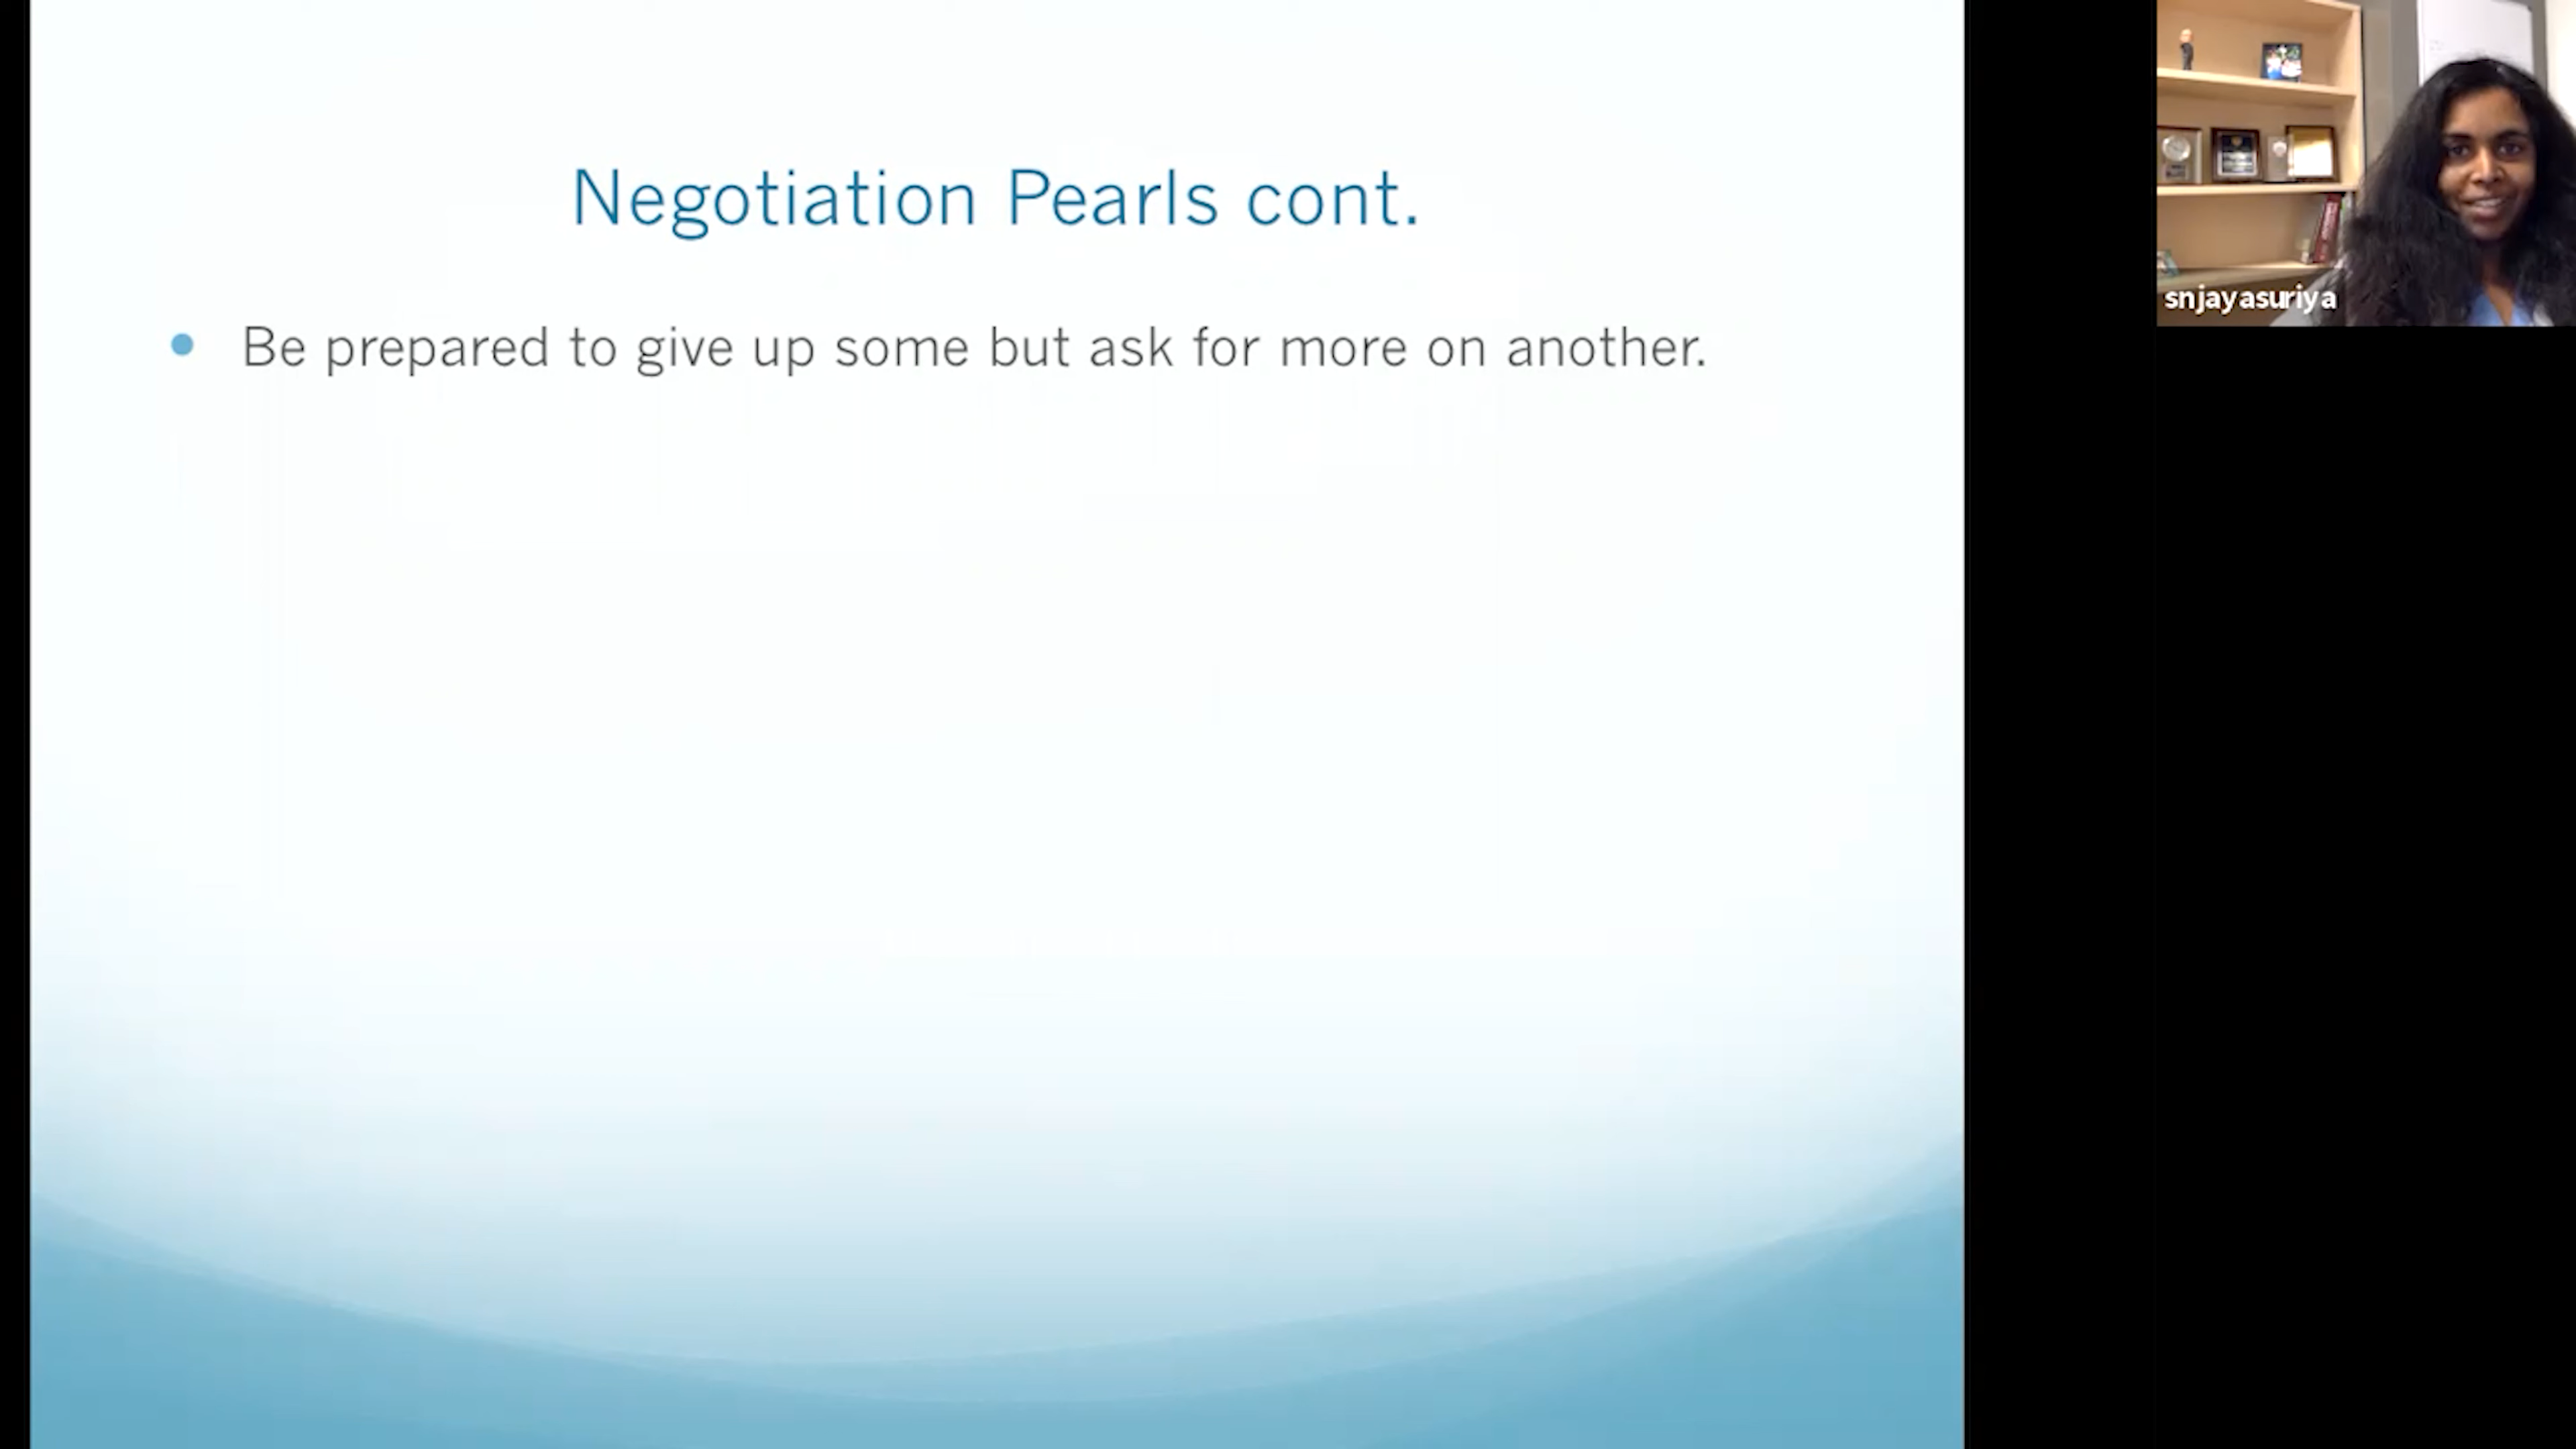 Negotiation Pearls cont.
Be prepared to give up some but ask for more on another.
snjayasuriya